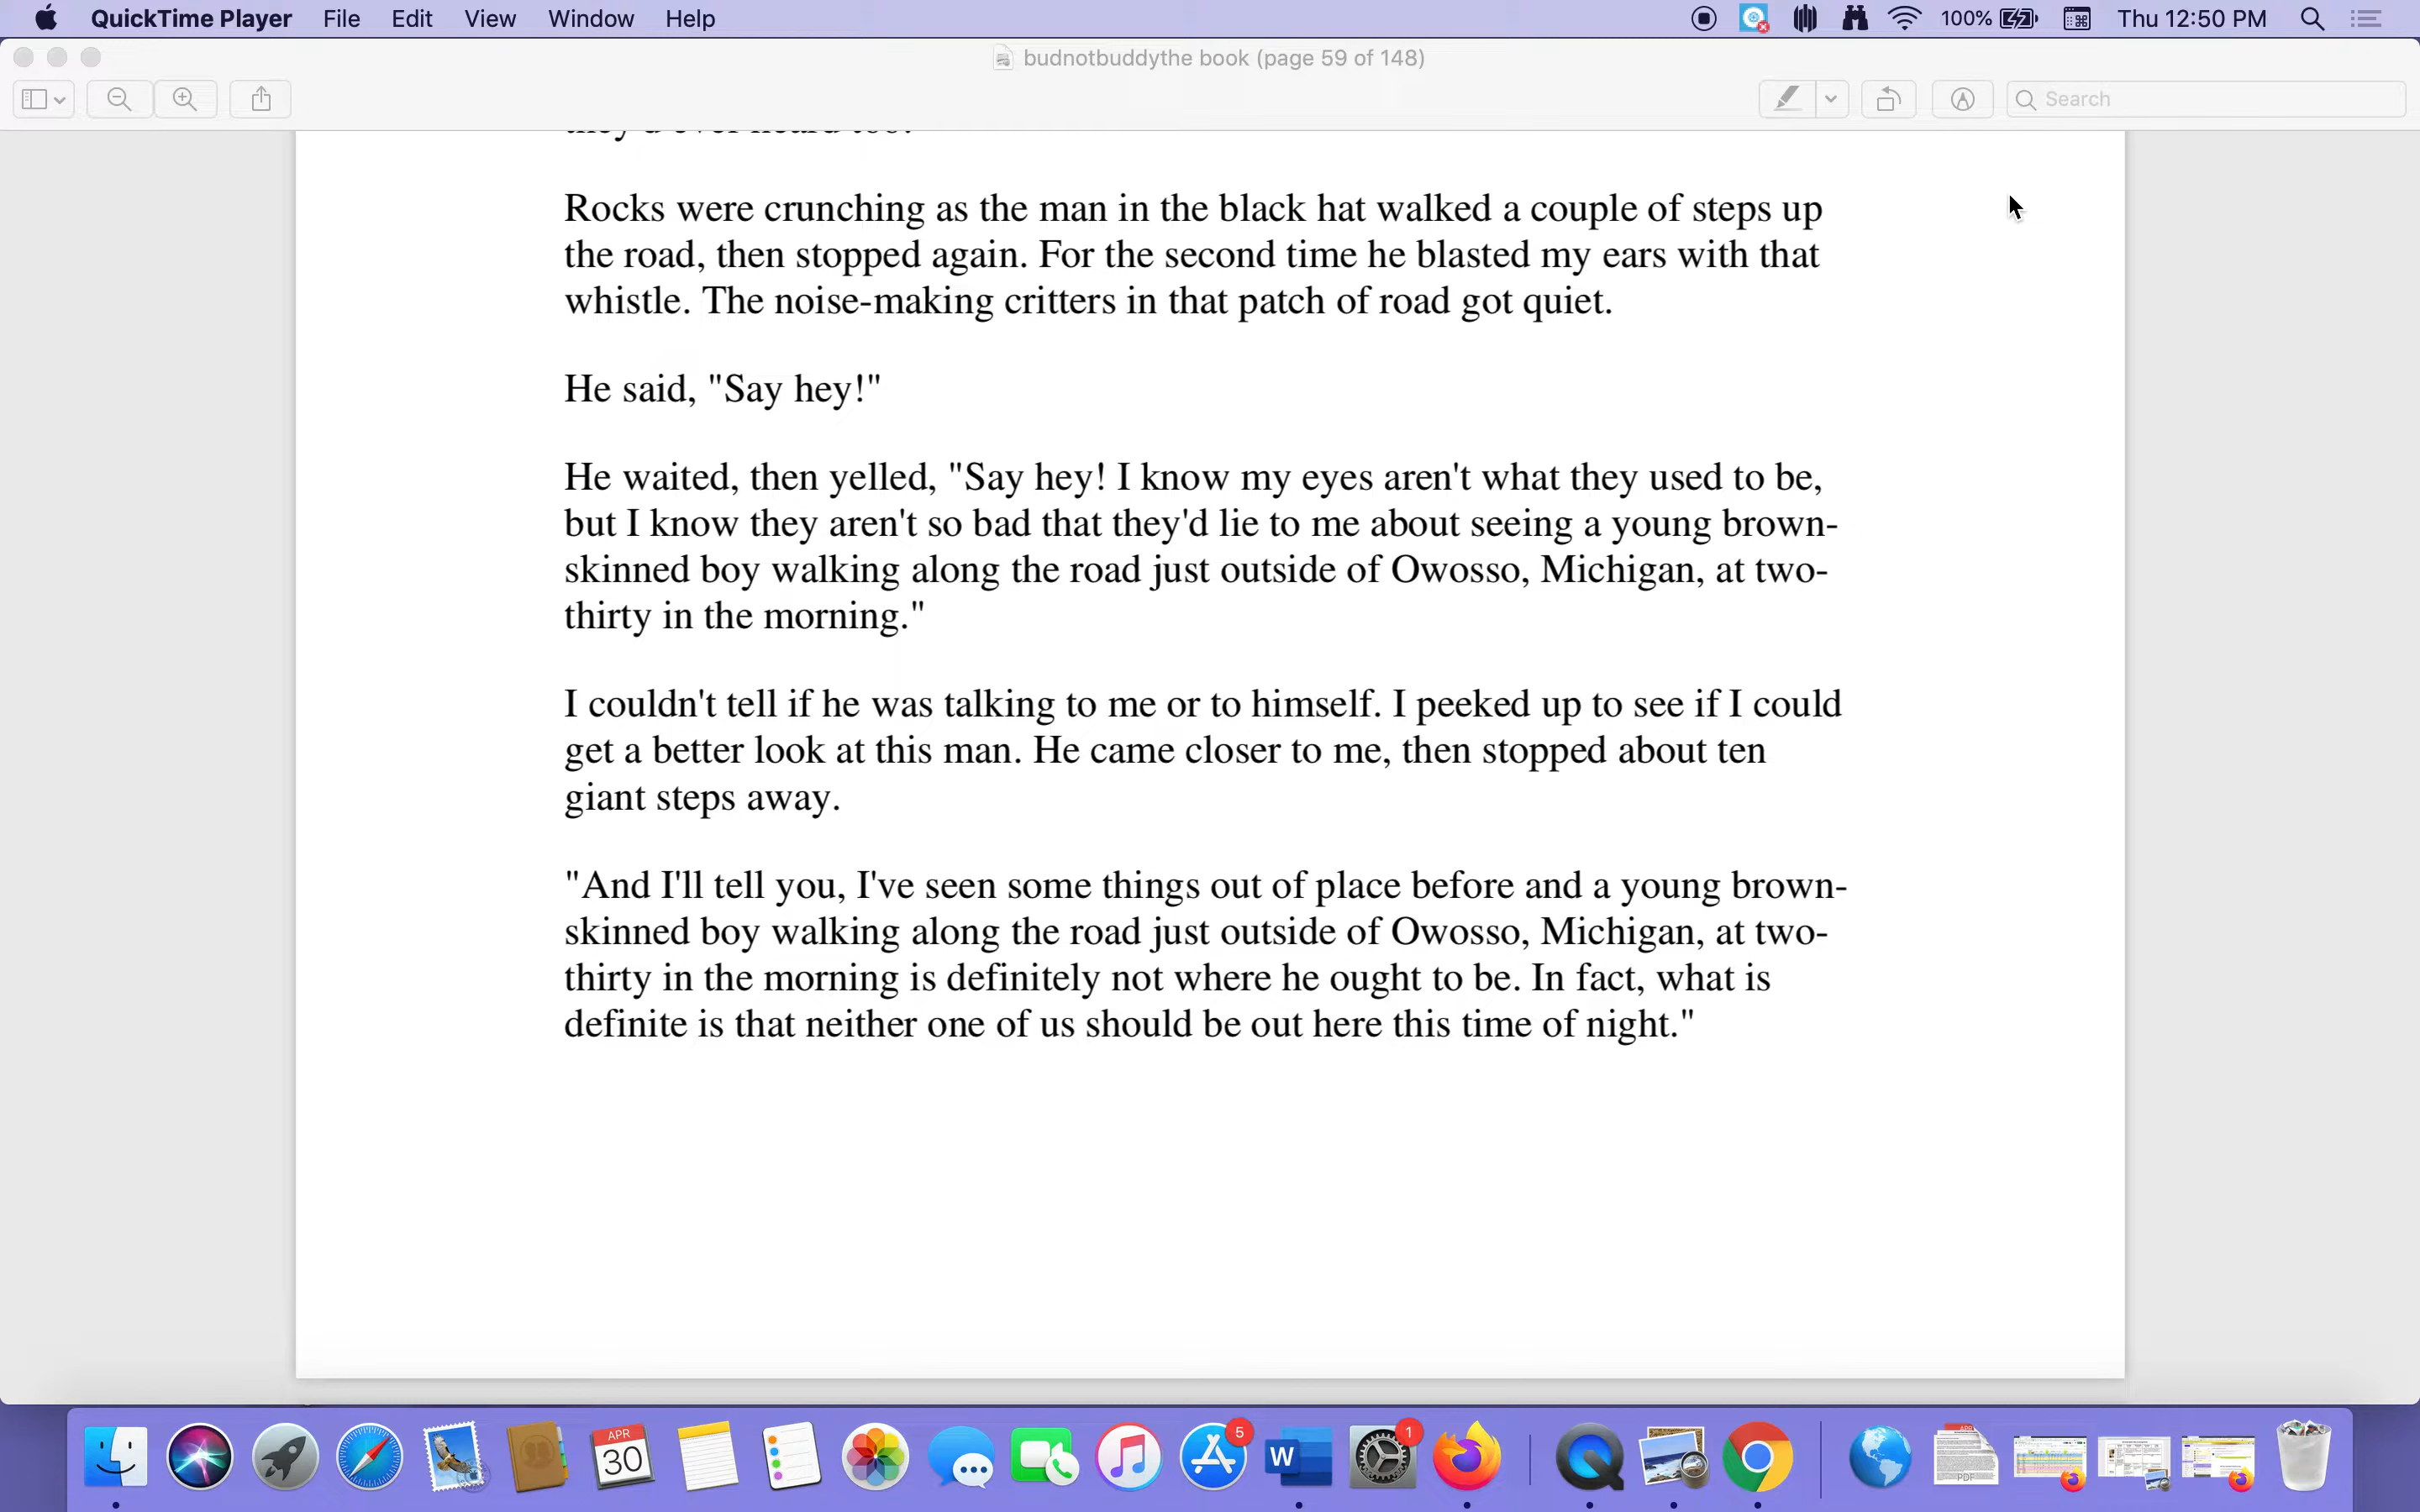 QuickTime Player File Edit View Window Help 100% Thu 12:50 PM
budnotbuddythe book (page 59 of 148)
Search
they'd ever heard too.
Rocks were crunching as the man in the black hat walked a couple of steps up
the road, then stopped again. For the second time he blasted my ears with that
whistle. The noise-making critters in that patch of road got quiet.
He said, "Say hey!"
He waited, then yelled, "Say hey! I know my eyes aren't what they used to be,
but I know they aren't so bad that they'd lie to me about seeing a young brown-
skinned boy walking along the road just outside of Owosso, Michigan, at two-
thirty in the morning."
I couldn't tell if he was talking to me or to himself. I peeked up to see if I could
get a better look at this man. He came closer to me, then stopped about ten
giant steps away.
"And I'll tell you, I've seen some things out of place before and a young brown-
skinned boy walking along the road just outside of Owosso, Michigan, at two-
thirty in the morning is definitely not where he ought to be. In fact, what is
definite is that neither one of us should be out here this time of night."
APR
30
5
W
1
PDF